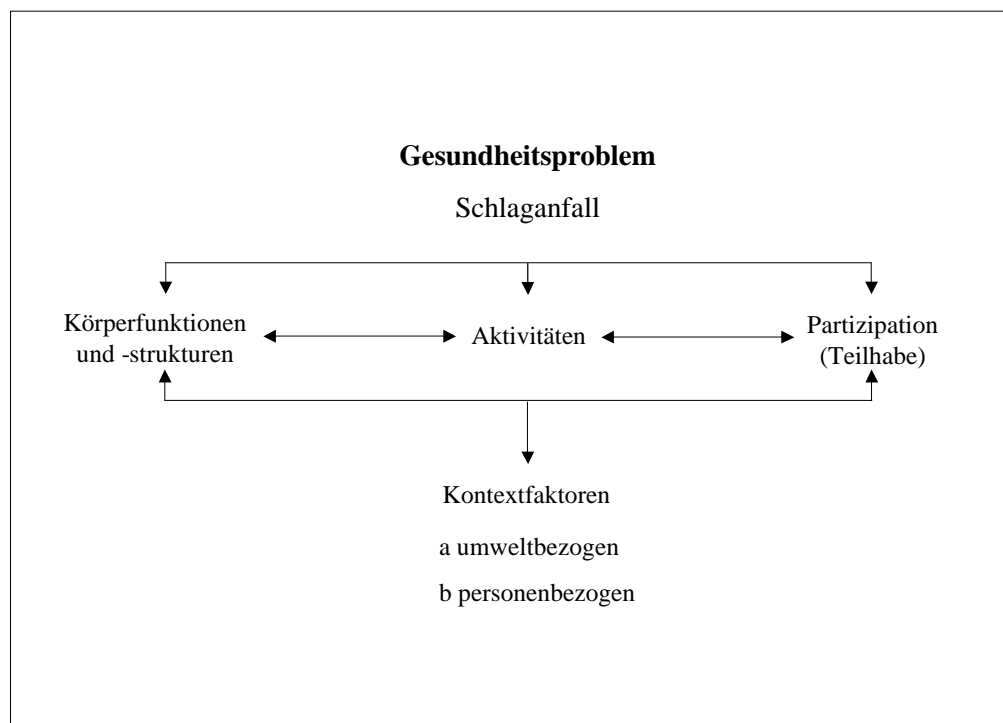 Gesundheitsproblem
Schlaganfall
Körperfunktionen
und -strukturen
Aktivitäten
Partizipation
(Teilhabe)
Kontextfaktoren
a umweltbezogen
b personenbezogen